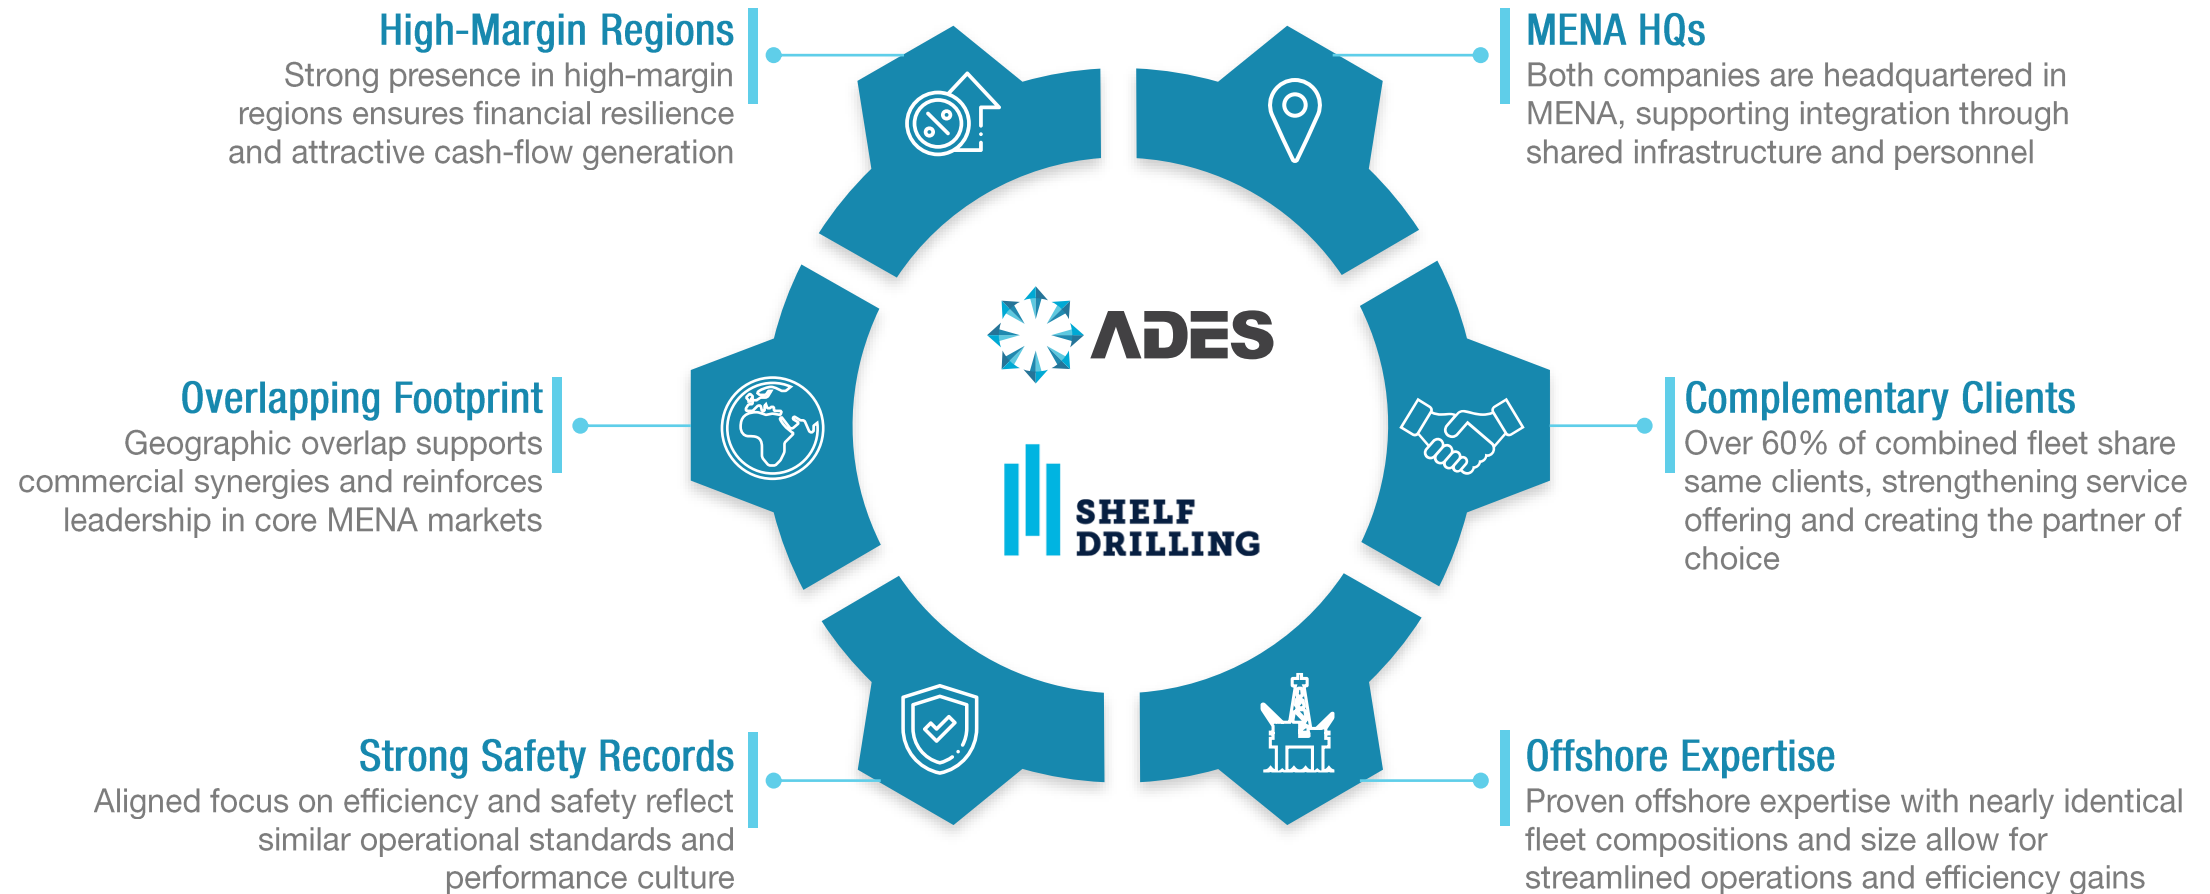 High-Margin Regions
Strong presence in high-margin
regions ensures financial resilience
and attractive cash-flow generation
MENA HQs
Both companies are headquartered in
MENA, supporting integration through
shared infrastructure and personnel
ADES
SHELF
DRILLING
Overlapping Footprint
Geographic overlap supports
commercial synergies and reinforces
leadership in core MENA markets
Complementary Clients
Over 60% of combined fleet share
same clients, strengthening service
offering and creating the partner of
choice
Strong Safety Records
Aligned focus on efficiency and safety reflect
similar operational standards and
performance culture
Offshore Expertise
Proven offshore expertise with nearly identical
fleet compositions and size allow for
streamlined operations and efficiency gains